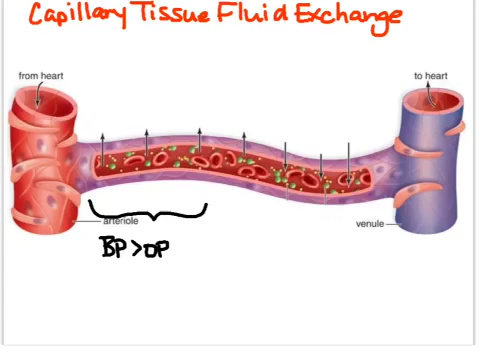 Capillary Tissue Fluid Exchange
from heart
to heart
arteriole
venule
BP>OP